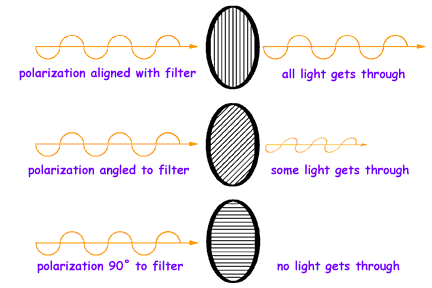 polarization aligned with filter
all light gets through
polarization angled to filter
some light gets through
polarization 90° to filter
no light gets through